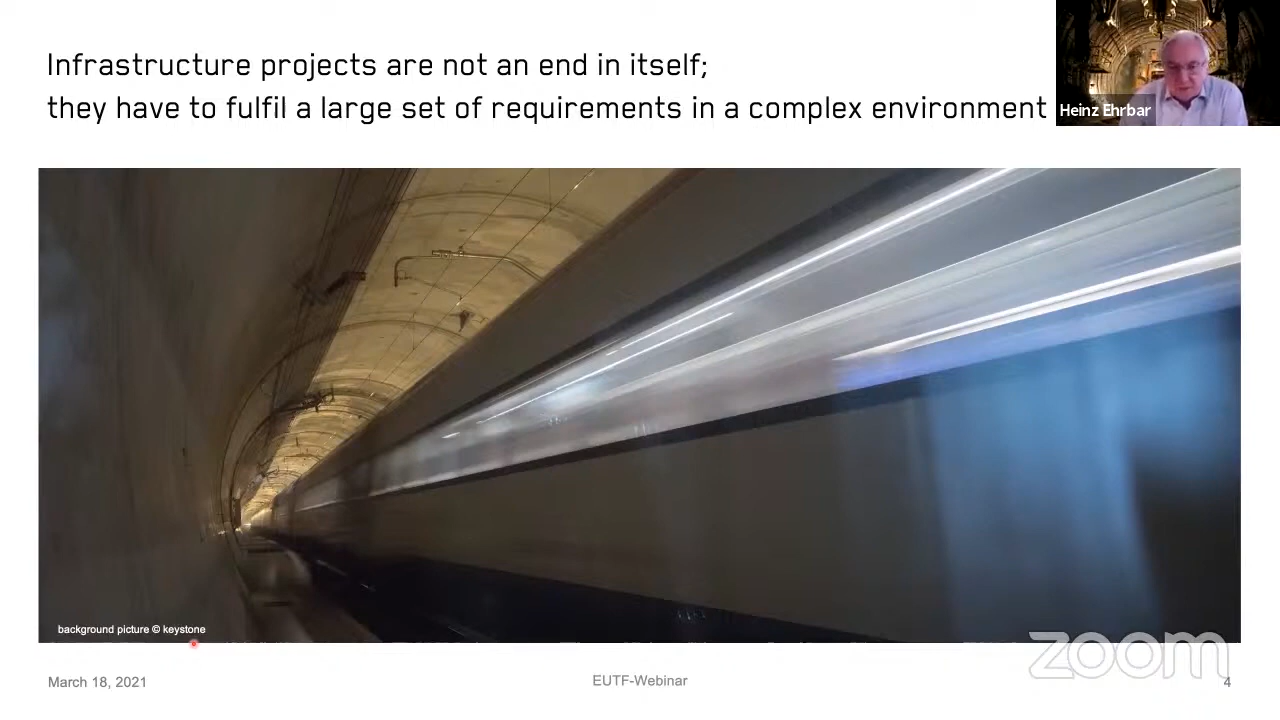 Infrastructure projects are not an end in itself;
they have to fulfil a large set of requirements in a complex environment
Heinz Ehrbar
background picture © keystone
March 18, 2021
EUTF-Webinar
zoom
4